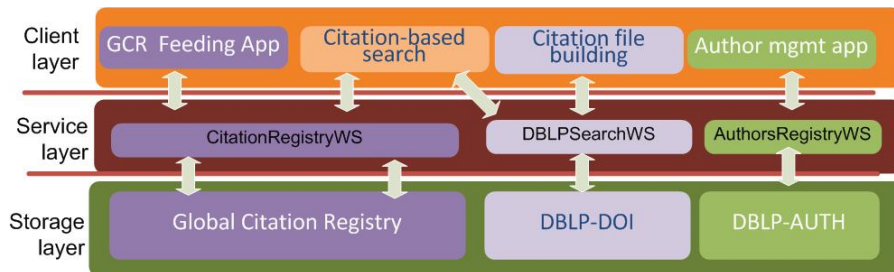 Client
layer
GCR Feeding App
Citation-based
search
Citation file
building
Author mgmt app
Service
layer
CitationRegistryWS
DBLPSearchWS
AuthorsRegistryWS
Storage
layer
Global Citation Registry
DBLP-DOI
DBLP-AUTH